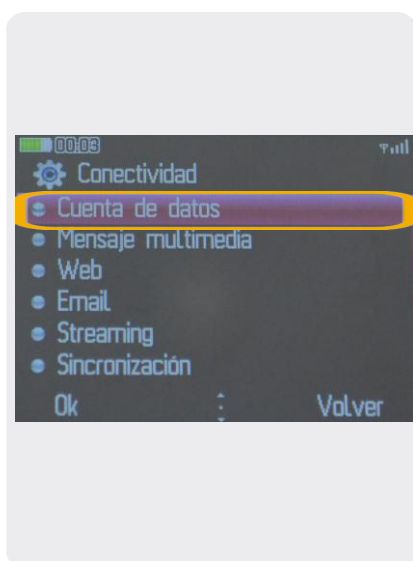 00:03
Conectividad
Cuenta de datos
Mensaje multimedia
Web
Email
Streaming
Sincronización
Ok
Volver